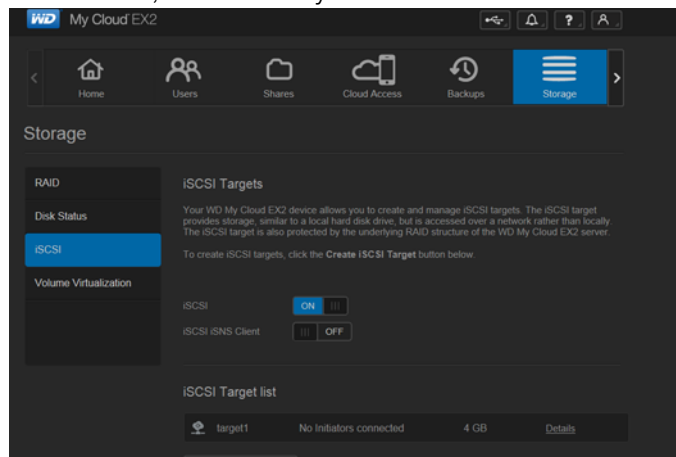 WD My Cloud EX2
?
Home Users Shares Cloud Access Backups Storage
Storage
RAID
Disk Status
iSCSI
Volume Virtualization
iSCSI Targets
Your WD My Cloud EX2 device allows you to create and manage iSCSI targets. The iSCSI target
provides storage, similar to a local hard disk drive, but is accessed over a network rather than locally.
The iSCSI target is also protected by the underlying RAID structure of the WD My Cloud EX2 server.
To create iSCSI targets, click the Create iSCSI Target button below.
iSCSI ON
iSCSI iSNS Client OFF
iSCSI Target list
target1 No Initiators connected 4 GB Details